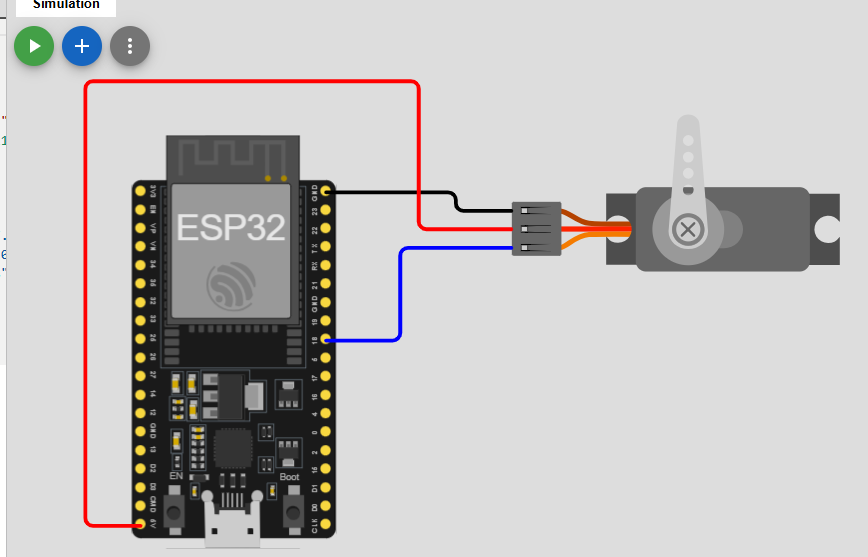 Simulation
ESP32
3V3
EN
VP
VN
34
35
32
33
25
26
27
14
12
GND
13
D2
D3
CMD
5V
GND
23
22
TX
RX
21
GND
19
18
5
17
16
4
0
2
15
D1
D0
CLK
EN
Boot